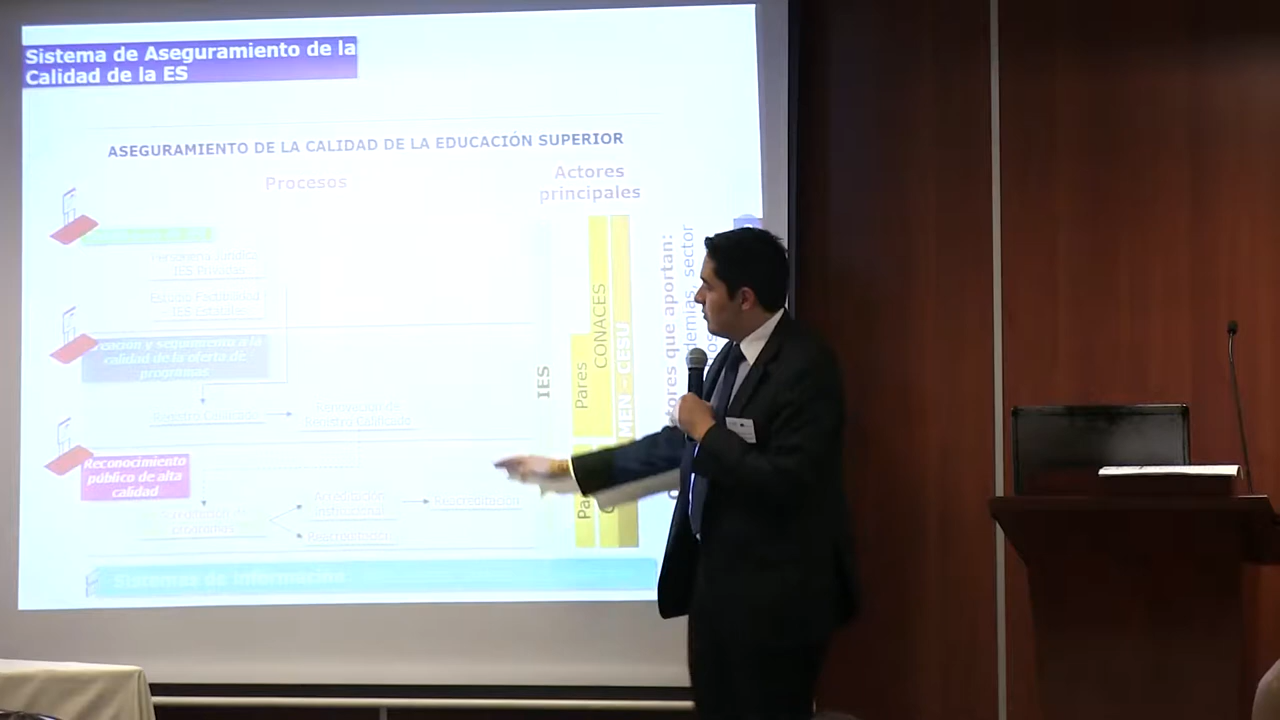 Sistema de Aseguramiento de la
Calidad de la ES
ASEGURAMIENTO DE LA CALIDAD DE LA EDUCACIÓN SUPERIOR
Procesos
Actores
principales
Personería Jurídica
IES Privadas
IES Estatales
y seguimiento a la
calidad de la oferta de
programas
Registro Calificado
Renovación de
Registro Calificado
Reconocimiento
público de alta
calidad
Acreditación de
programas
Acreditación
Institucional
Reacreditación
Reacreditación
IES
Pares
CONACES
MEN - CESU
que aportan:
sector
Sistemas de información